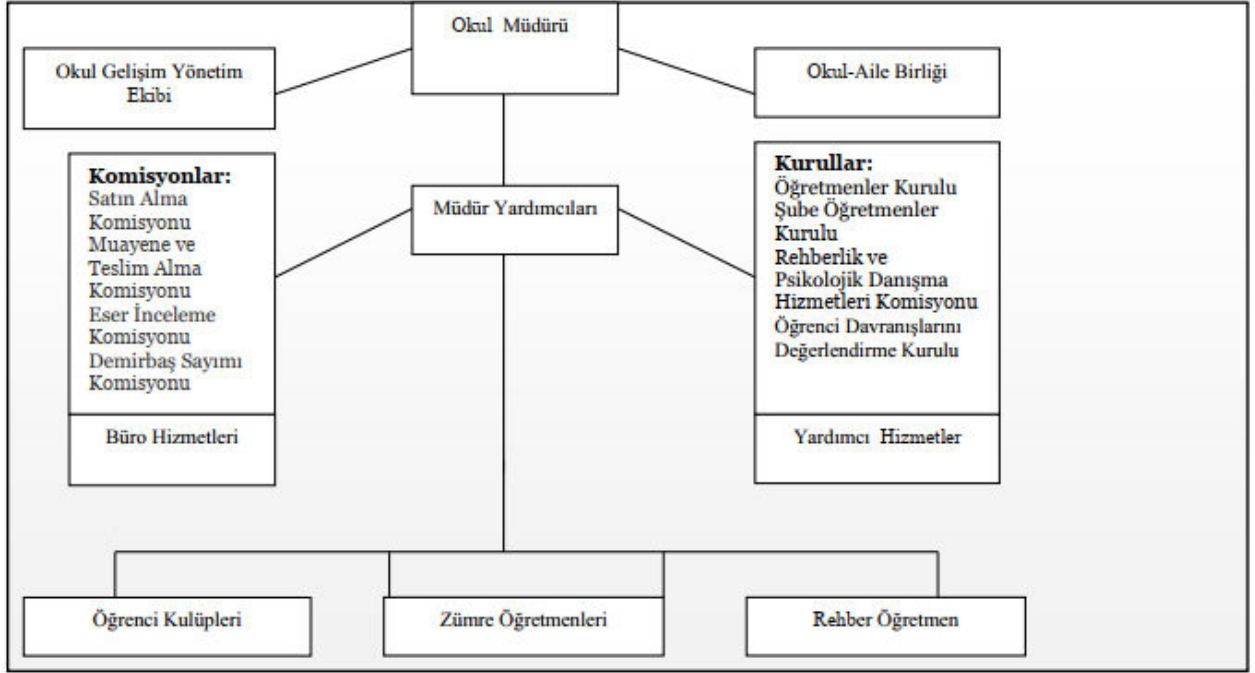 Okul Müdürü
Okul Gelişim Yönetim
Ekibi
Okul-Aile Birliği
Komisyonlar:
Satın Alma
Komisyonu
Muayene ve
Teslim Alma
Komisyonu
Eser İnceleme
Komisyonu
Demirbaş Sayımı
Komisyonu
Müdür Yardımcıları
Kurullar:
Öğretmenler Kurulu
Şube Öğretmenler
Kurulu
Rehberlik ve
Psikolojik Danışma
Hizmetleri Komisyonu
Öğrenci Davranışlarını
Değerlendirme Kurulu
Büro Hizmetleri
Yardımcı Hizmetler
Öğrenci Kulüpleri
Zümre Öğretmenleri
Rehber Öğretmen